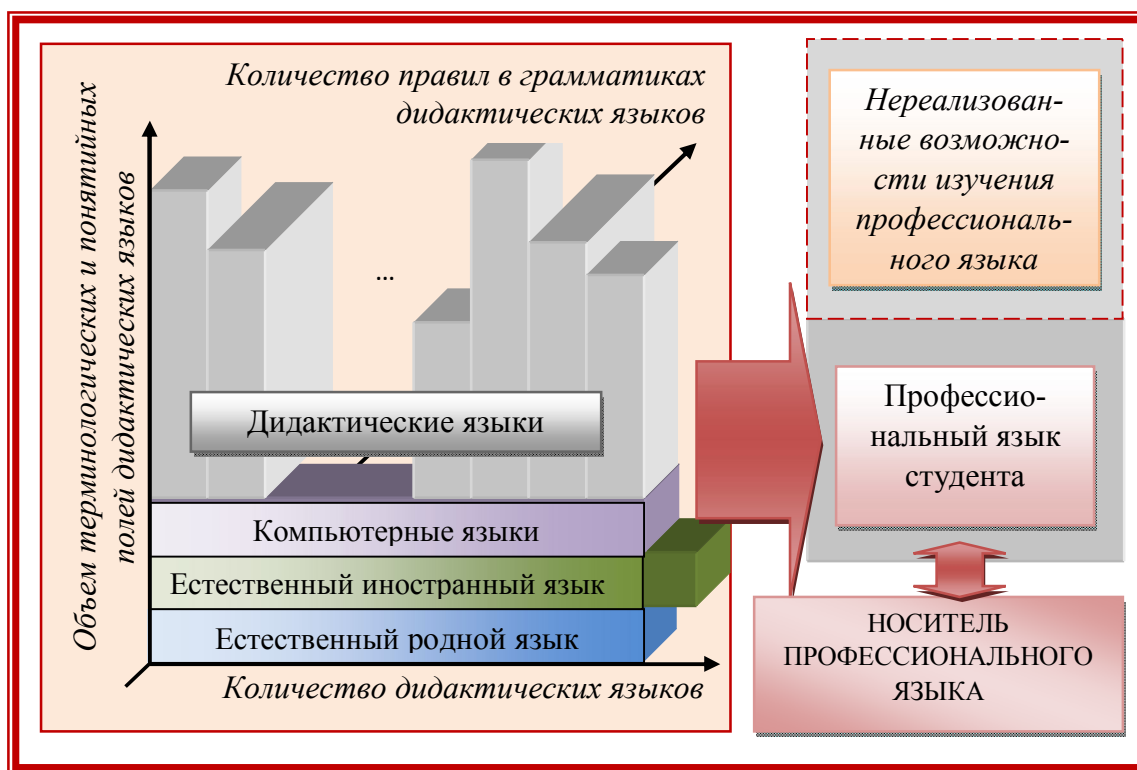 Количество правил в грамматиках
дидактических языков
Объем терминологических и понятийных
полей дидактических языков
...
Дидактические языки
Компьютерные языки
Естественный иностранный язык
Естественный родной язык
Количество дидактических языков
Нереализован-
ные возможно-
сти изучения
профессиональ-
ного языка
Профессио-
нальный язык
студента
НОСИТЕЛЬ
ПРОФЕССИОНАЛЬНОГО
ЯЗЫКА